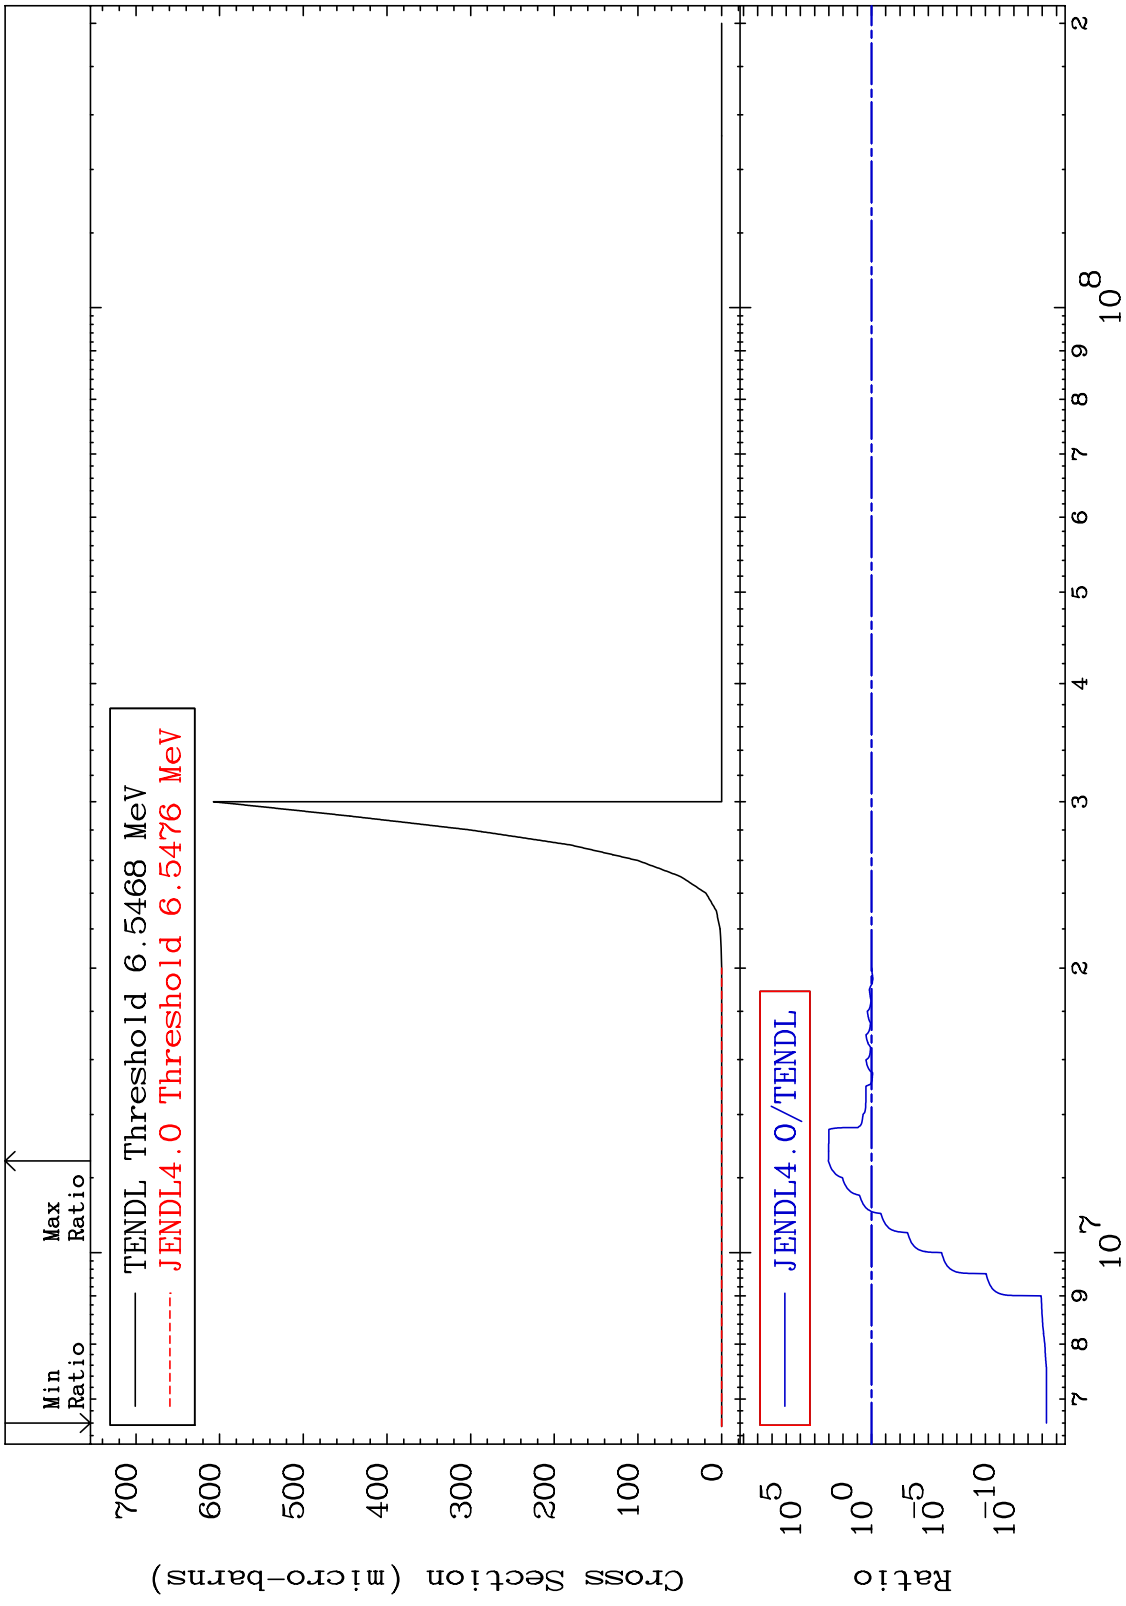 Min
Ratio
Max
Ratio
TENDL Threshold 6.5468 MeV
JENDL4.0 Threshold 6.5476 MeV
700
600
500
400
300
200
100
0
Cross Section (micro-barns)
JENDL4.0/TENDL
10^5
10^0
10^-5
10^-10
Ratio
7 8 9 10^7 2 3 4 5 6 7 8 9 10^8 2